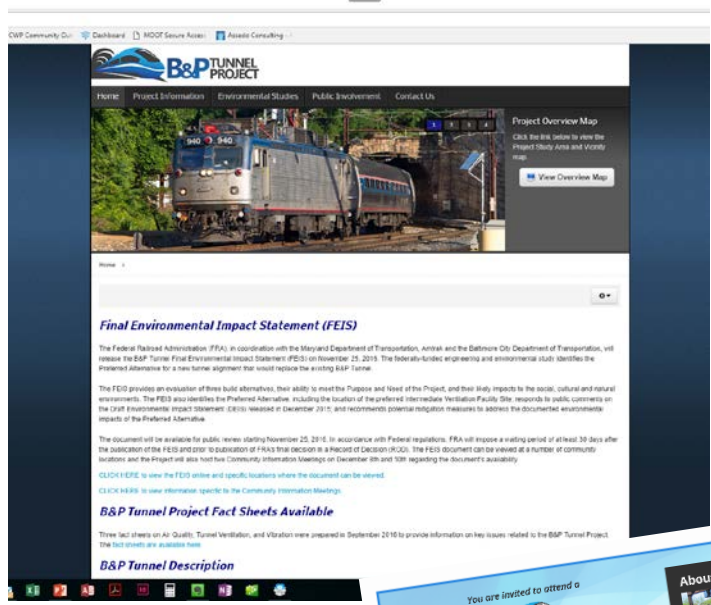 CWP Community Out
Dashboard
MDOT Secure Access
Assedo Consulting
B&P TUNNEL PROJECT
Home Project Information Environmental Studies Public Involvement Contact Us
940 940
1 2 3 4
Project Overview Map
Click the link below to view the
Project Study Area and Vicinity
map.
View Overview Map
Home
Final Environmental Impact Statement (FEIS)
The Federal Railroad Administration (FRA), in coordination with the Maryland Department of Transportation, Amtrak and the Baltimore City Department of Transportation, will
release the B&P Tunnel Final Environmental Impact Statement (FEIS) on November 25, 2016. The federally-funded engineering and environmental study identifies the
Preferred Alternative for a new tunnel alignment that would replace the existing B&P Tunnel.
The FEIS provides an evaluation of three build alternatives, their ability to meet the Purpose and Need of the Project, and their likely impacts to the social, cultural and natural
environments. The FEIS also identifies the Preferred Alternative, including the location of the preferred Intermediate Ventilation Facility Site; responds to public comments on
the Draft Environmental Impact Statement (DEIS) released in December 2015; and recommends potential mitigation measures to address the documented environmental
impacts of the Preferred Alternative.
The document will be available for public review starting November 25, 2016. In accordance with Federal regulations, FRA will impose a waiting period of at least 30 days after
the publication of the FEIS and prior to publication of FRA's final decision in a Record of Decision (ROD). The FEIS document can be viewed at a number of community
locations and the Project will also host two Community Information Meetings on December 8th and 10th regarding the document's availability.
CLICK HERE to view the FEIS online and specific locations where the document can be viewed.
CLICK HERE to view information specific to the Community Information Meetings.
B&P Tunnel Project Fact Sheets Available
Three fact sheets on Air Quality, Tunnel Ventilation, and Vibration were prepared in September 2016 to provide information on key issues related to the B&P Tunnel Project.
The fact sheets are available here
B&P Tunnel Description
You are invited to attend a
Abou